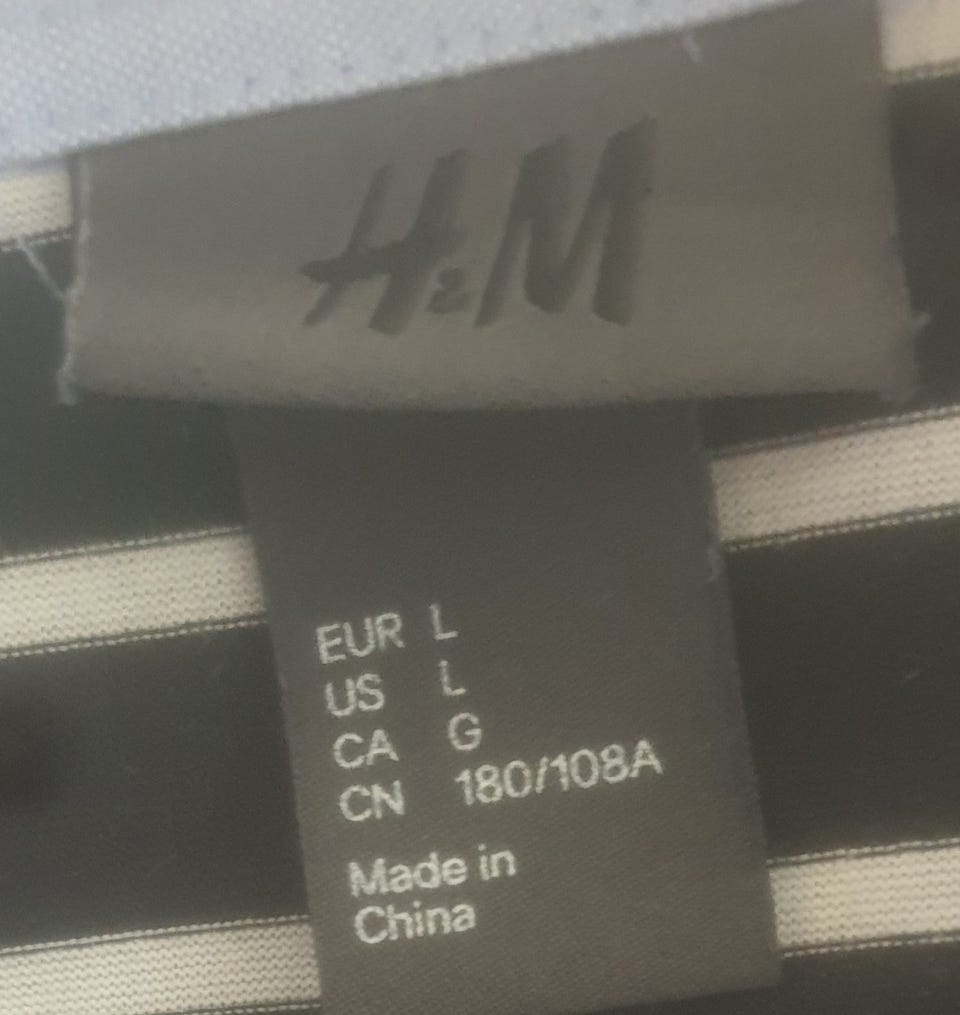 H&M
EUR L
US L
CA G
CN 180/108A
Made in
China